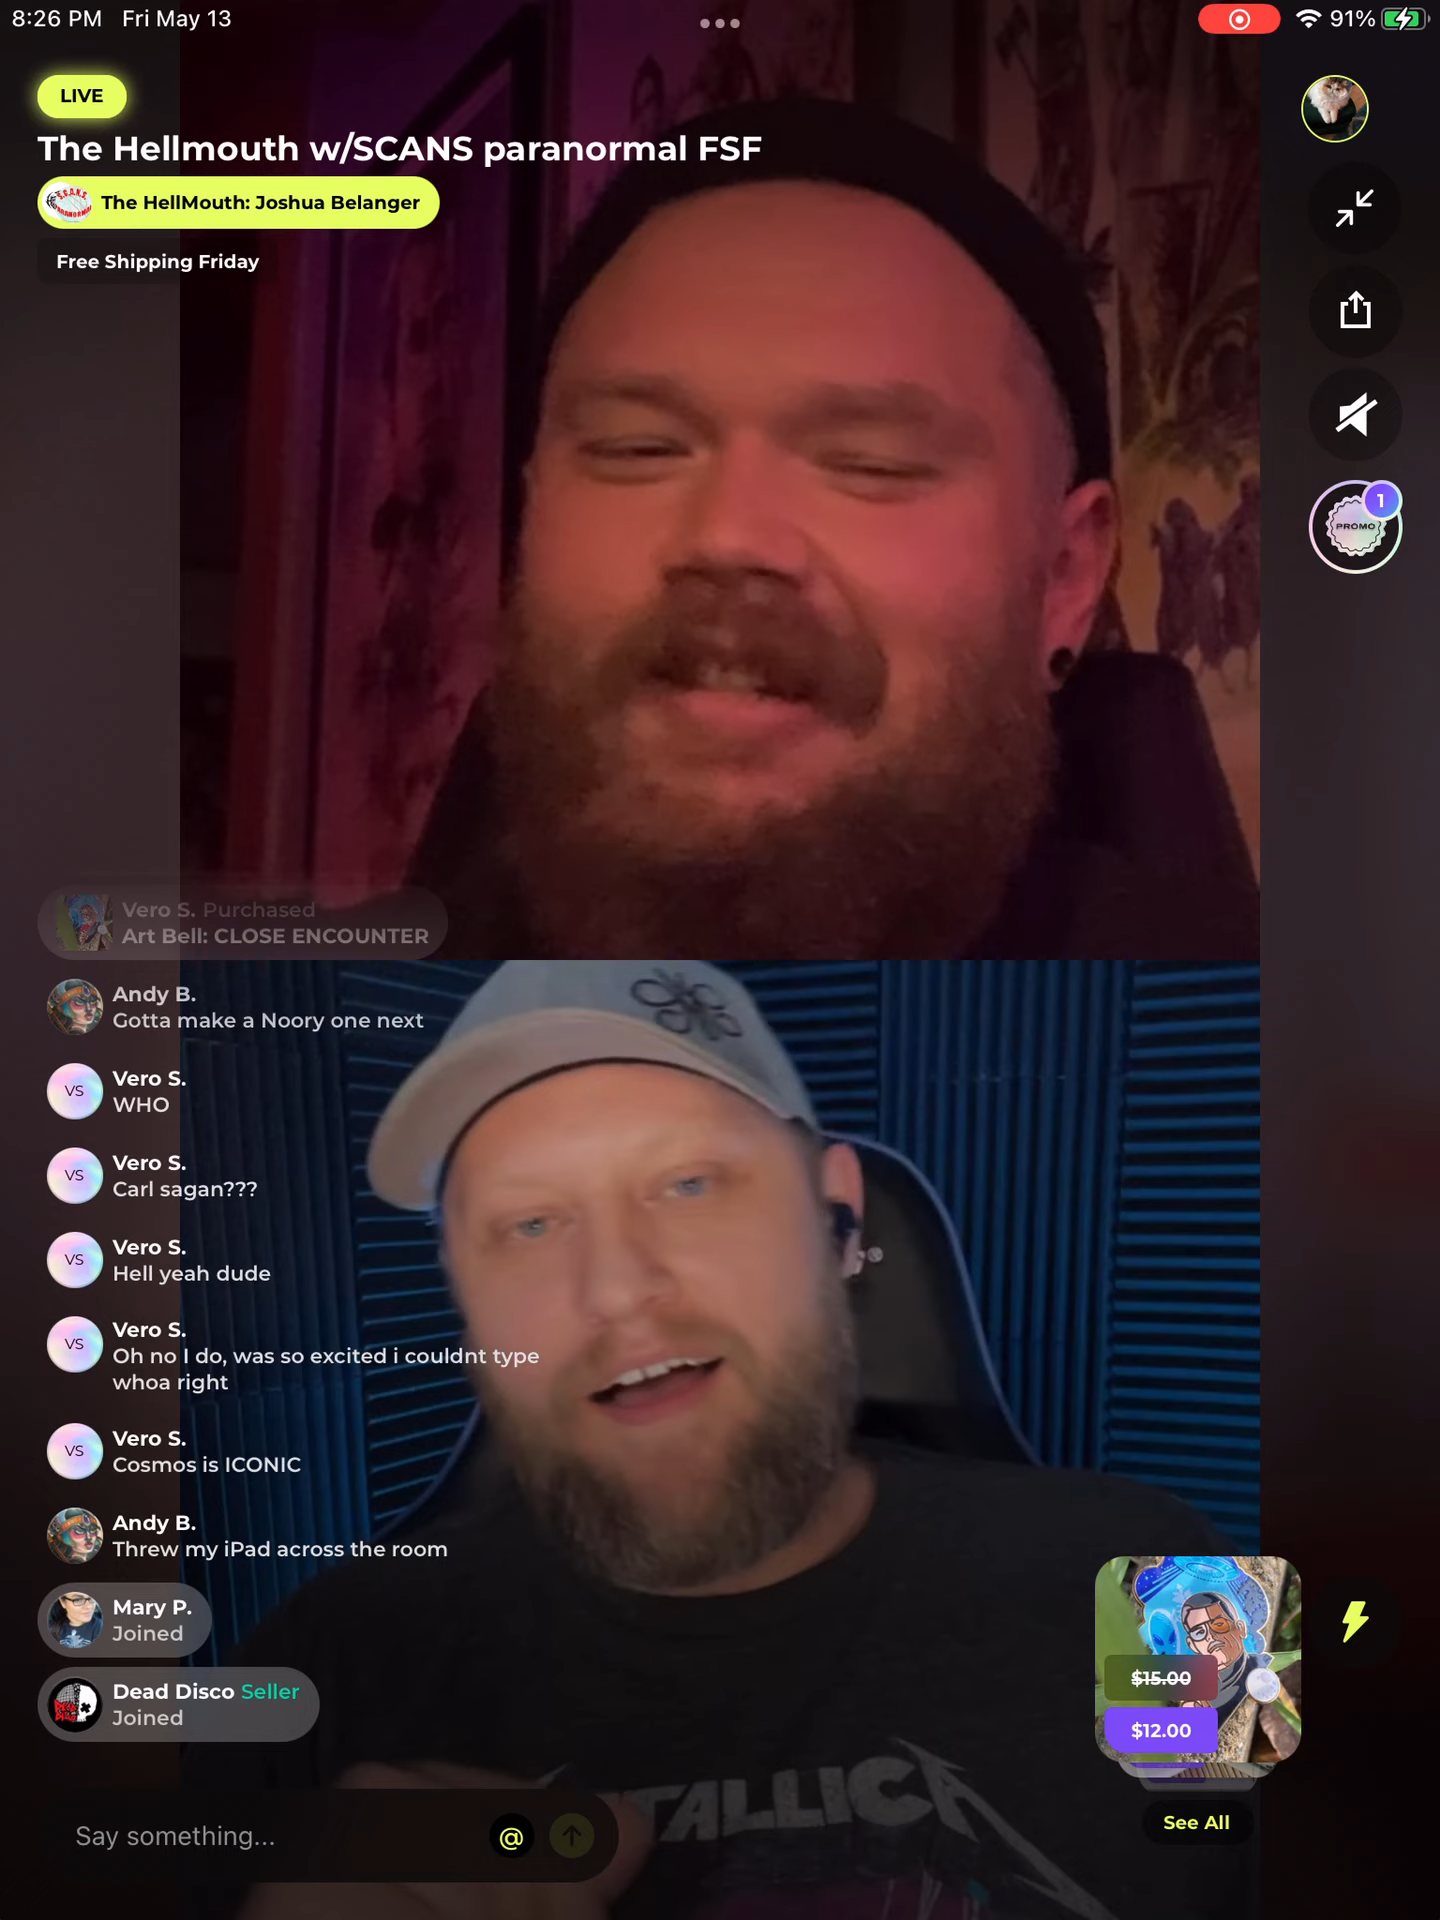 8:26 PM Fri May 13
91%
LIVE
The Hellmouth w/SCANS paranormal FSF
The HellMouth: Joshua Belanger
Free Shipping Friday
1
PROMO
Vero S. Purchased
Art Bell: CLOSE ENCOUNTER
Andy B.
Gotta make a Noory one next
VS
Vero S.
WHO
VS
Vero S.
Carl sagan???
VS
Vero S.
Hell yeah dude
VS
Vero S.
Oh no I do, was so excited i couldnt type
whoa right
VS
Vero S.
Cosmos is ICONIC
Andy B.
Threw my iPad across the room
Mary P.
Joined
Dead Disco Seller
Joined
$15.00
$12.00
See All
Say something...
@